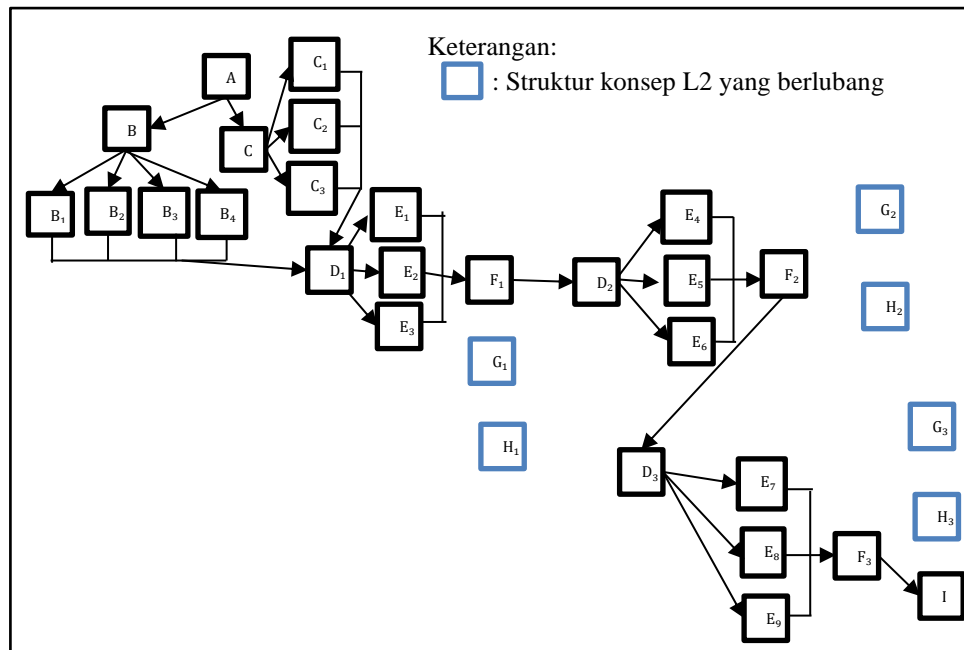 Keterangan:
: Struktur konsep L2 yang berlubang
A
B
C
C₁
C₂
C₃
B₁
B₂
B₃
B₄
D₁
E₁
E₂
E₃
F₁
G₁
H₁
D₂
E₄
E₅
E₆
F₂
G₂
H₂
D₃
E₇
E₈
E₉
F₃
G₃
H₃
I